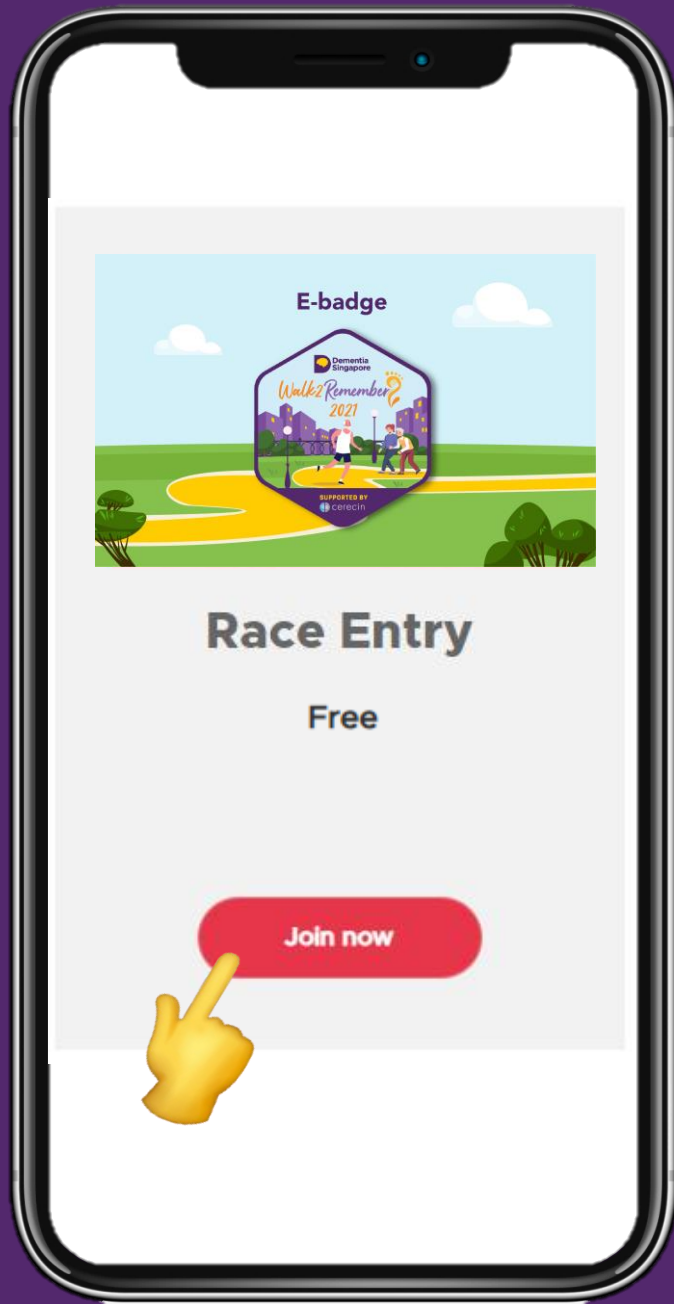 E-badge
Dementia
Singapore
Walk2Remember
2021
SUPPORTED BY
cerecin
Race Entry
Free
Join now